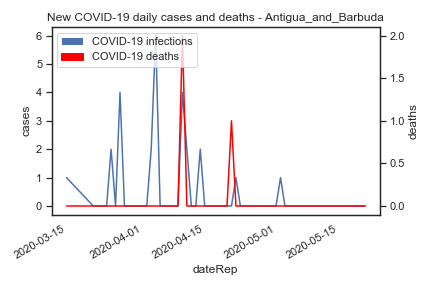 New COVID-19 daily cases and deaths - Antigua_and_Barbuda
COVID-19 infections
COVID-19 deaths
6
5
4
3
2
1
0
cases
2.0
1.5
1.0
0.5
0.0
deaths
2020-03-15
2020-04-01
2020-04-15
2020-05-01
2020-05-15
dateRep